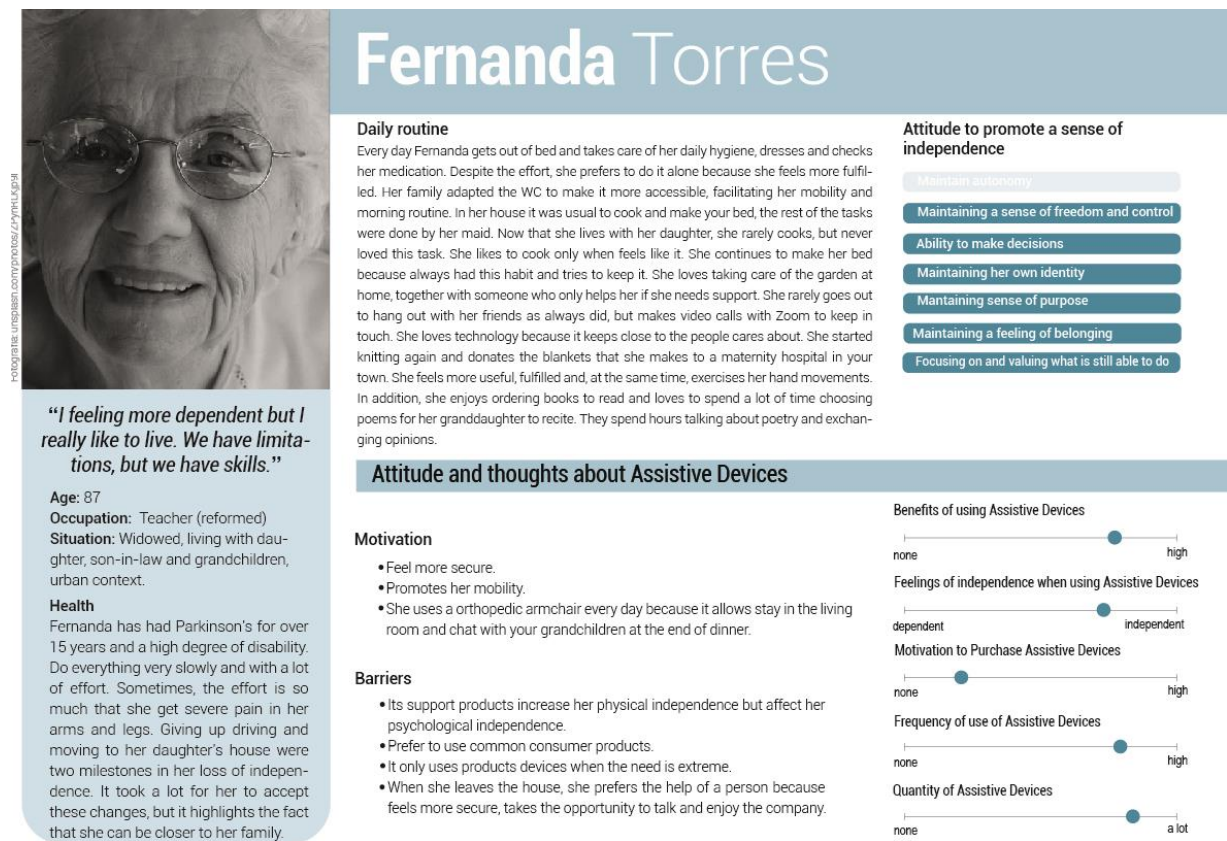 Fernanda Torres
Fotografia: unsplash.com/photos/
“I feeling more dependent but I
really like to live. We have limita-
tions, but we have skills.”
Age: 87
Occupation: Teacher (reformed)
Situation: Widowed, living with dau-
ghter, son-in-law and grandchildren,
urban context.
Health
Fernanda has had Parkinson's for over
15 years and a high degree of disability.
Do everything very slowly and with a lot
of effort. Sometimes, the effort is so
much that she get severe pain in her
arms and legs. Giving up driving and
moving to her daughter's house were
two milestones in her loss of indepen-
dence. It took a lot for her to accept
these changes, but it highlights the fact
that she can be closer to her family.
Daily routine
Every day Fernanda gets out of bed and takes care of her daily hygiene, dresses and checks
her medication. Despite the effort, she prefers to do it alone because she feels more fulfil-
led. Her family adapted the WC to make it more accessible, facilitating her mobility and
morning routine. In her house it was usual to cook and make your bed, the rest of the tasks
were done by her maid. Now that she lives with her daughter, she rarely cooks, but never
loved this task. She likes to cook only when feels like it. She continues to make her bed
because always had this habit and tries to keep it. She loves taking care of the garden at
home, together with someone who only helps her if she needs support. She rarely goes out
to hang out with her friends as always did, but makes video calls with Zoom to keep in
touch. She loves technology because it keeps close to the people cares about. She started
knitting again and donates the blankets that she makes to a maternity hospital in your
town. She feels more useful, fulfilled and, at the same time, exercises her hand movements.
In addition, she enjoys ordering books to read and loves to spend a lot of time choosing
poems for her granddaughter to recite. They spend hours talking about poetry and exchan-
ging opinions.
Attitude to promote a sense of
independence
Maintain autonomy
Maintaining a sense of freedom and control
Ability to make decisions
Maintaining her own identity
Mantaining sense of purpose
Maintaining a feeling of belonging
Focusing on and valuing what is still able to do
Attitude and thoughts about Assistive Devices
Motivation
• Feel more secure.
• Promotes her mobility.
• She uses a orthopedic armchair every day because it allows stay in the living
room and chat with your grandchildren at the end of dinner.
Barriers
• Its support products increase her physical independence but affect her
psychological independence.
• Prefer to use common consumer products.
• It only uses products devices when the need is extreme.
• When she leaves the house, she prefers the help of a person because
feels more secure, takes the opportunity to talk and enjoy the company.
Benefits of using Assistive Devices
none high
Feelings of independence when using Assistive Devices
dependent independent
Motivation to Purchase Assistive Devices
none high
Frequency of use of Assistive Devices
none high
Quantity of Assistive Devices
none a lot